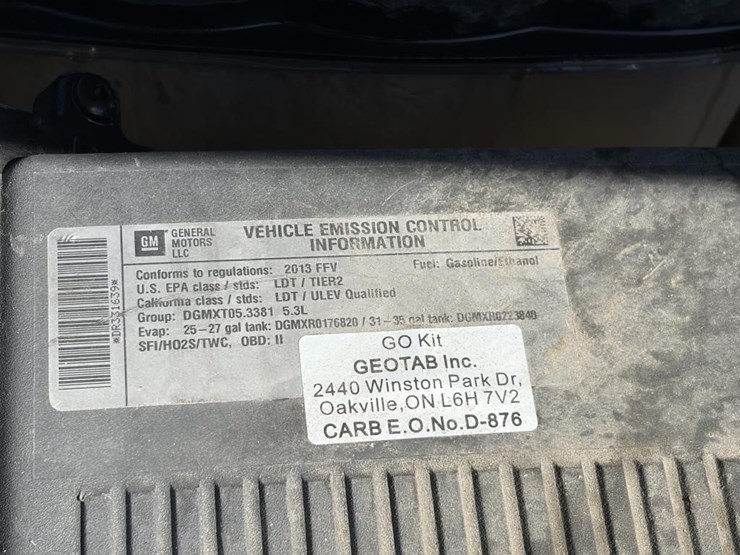 *DR331639*
GM
GENERAL
MOTORS
LLC
VEHICLE EMISSION CONTROL
INFORMATION
Conforms to regulations: 2013 FFV
Fuel: Gasoline/Ethanol
U.S. EPA class / stds: LDT / TIER2
California class / stds: LDT / ULEV Qualified
Group: DGMXT05.3381 5.3L
Evap: 25-27 gal tank: DGMXR0176820 / 31-35 gal tank: DGMXR0223840
SFI/HO2S/TWC, OBD: II
GO Kit
GEOTAB Inc.
2440 Winston Park Dr,
Oakville,ON L6H 7V2
CARB E.O.No.D-876